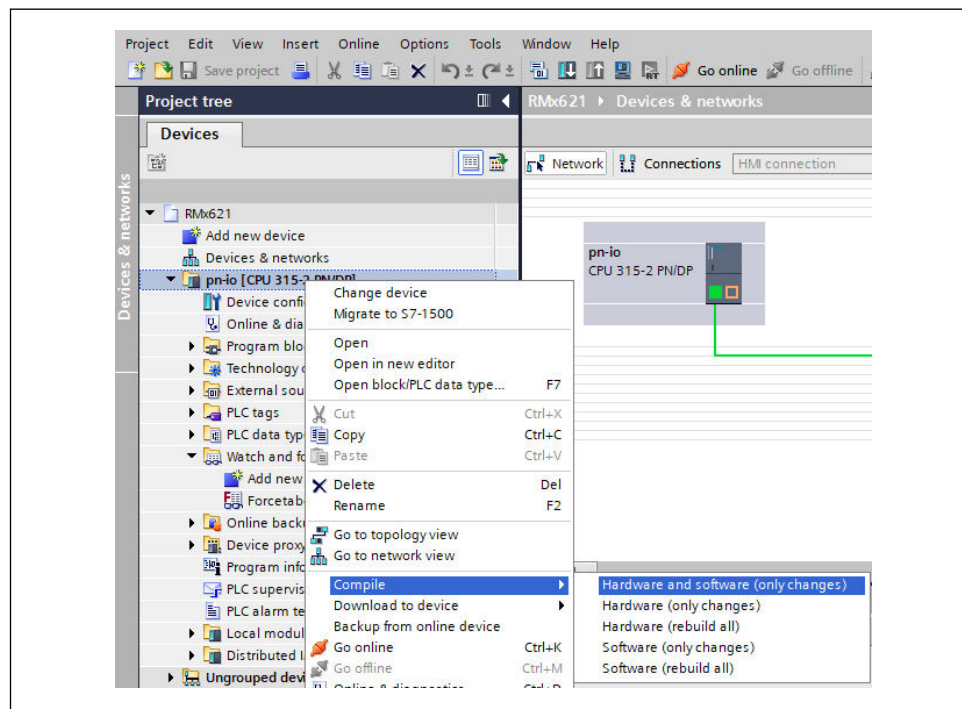 Project Edit View Insert Online Options Tools Window Help
Save project Go online Go offline
Project tree
RMx621 Devices & networks
Devices
Network Connections HMI connection
Devices & networks
RMx621
Add new device
Devices & networks
pn-io [CPU 315-2 PN/DP]
Device confi
Online & dia
Program blo
Technology o
External sou
PLC tags
PLC data typ
Watch and fo
Add new
Forcetab
Online back
Device proxy
Program info
PLC supervis
PLC alarm te
Local modul
Distributed I
Ungrouped devi
pn-io
CPU 315-2 PN/DP
Change device
Migrate to S7-1500
Open
Open in new editor
Open block/PLC data type... F7
Cut Ctrl+X
Copy Ctrl+C
Paste Ctrl+V
Delete Del
Rename F2
Go to topology view
Go to network view
Compile
Download to device
Backup from online device
Go online Ctrl+K
Go offline Ctrl+M
Online & diagnostics Ctrl+D
Hardware and software (only changes)
Hardware (only changes)
Hardware (rebuild all)
Software (only changes)
Software (rebuild all)